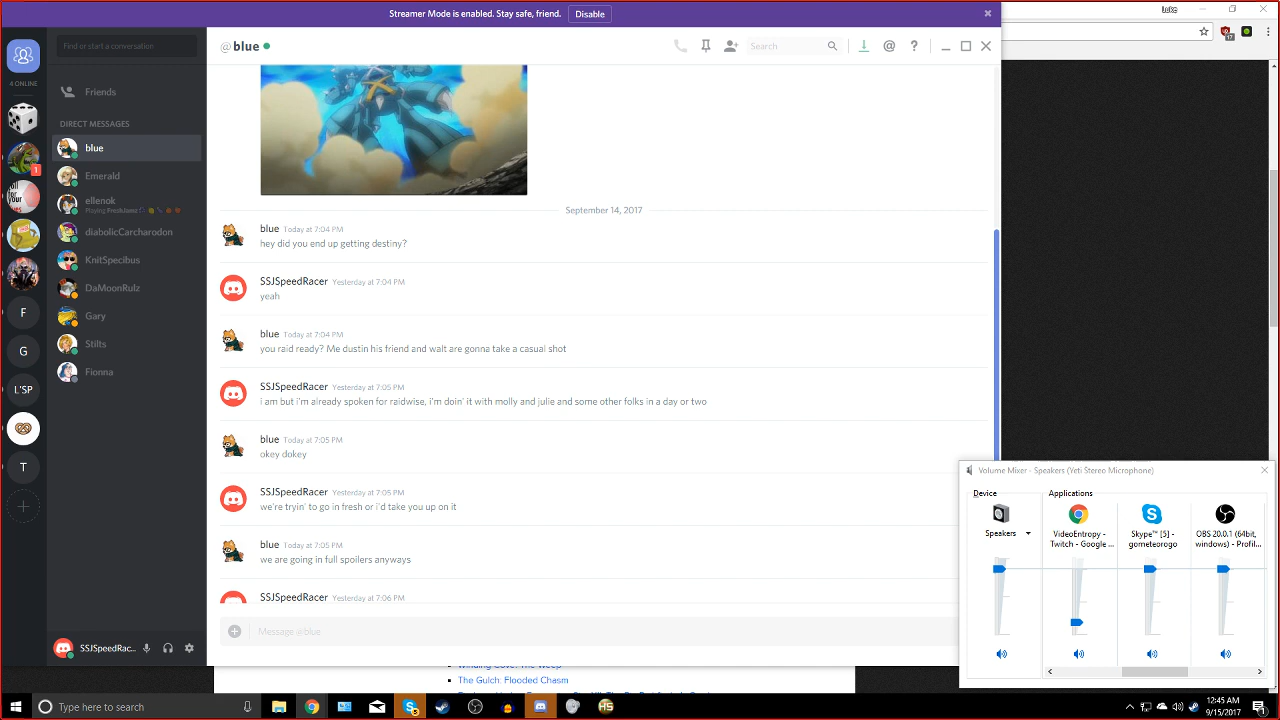 Streamer Mode is enabled. Stay safe, friend. Disable
Find or start a conversation
@blue
Search
4 ONLINE
Friends
DIRECT MESSAGES
blue
Emerald
ellenok
Playing FreshJamz
diabolicCarcharodon
KnitSpecibus
DaMoonRulz
Gary
Stilts
Fionna
1
F
G
L'SP
T
SSJSpeedRac...
September 14, 2017
blue Today at 7:04 PM
hey did you end up getting destiny?
SSJSpeedRacer Yesterday at 7:04 PM
yeah
blue Today at 7:04 PM
you raid ready? Me dustin his friend and walt are gonna take a casual shot
SSJSpeedRacer Yesterday at 7:05 PM
i am but i'm already spoken for raidwise, i'm doin' it with molly and julie and some other folks in a day or two
blue Today at 7:05 PM
okey dokey
SSJSpeedRacer Yesterday at 7:05 PM
we're tryin' to go in fresh or i'd take you up on it
blue Today at 7:05 PM
we are going in full spoilers anyways
SSJSpeedRacer Yesterday at 7:06 PM
Message @blue
The Gulch: Flooded Chasm
Volume Mixer - Speakers (Yeti Stereo Microphone)
Device
Applications
Speakers
VideoEntropy -
Twitch - Google ...
Skype™ [5] -
gometeorogo
OBS 20.0.1 (64bit,
windows) - Profil...
Type here to search
12:45 AM
9/15/2017